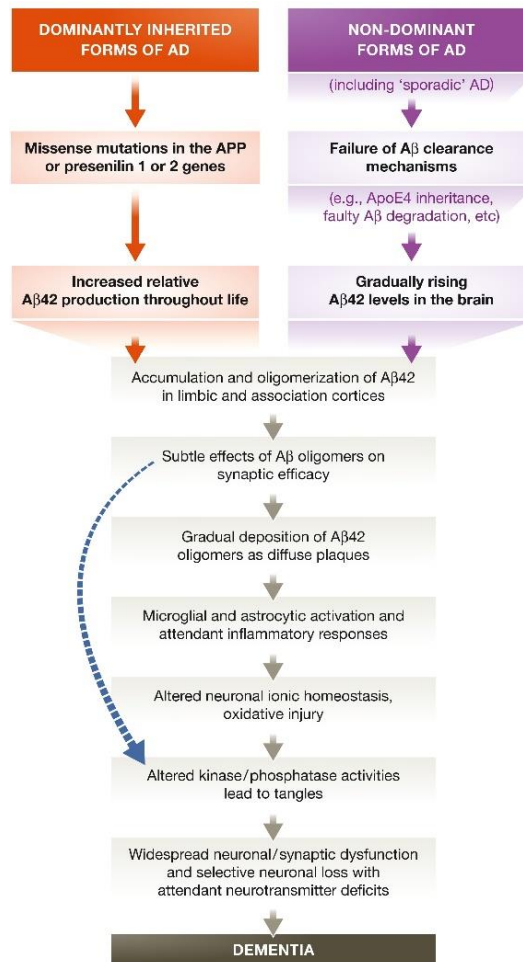 DOMINANTLY INHERITED
FORMS OF AD
Missense mutations in the APP
or presenilin 1 or 2 genes
Increased relative
Aβ42 production throughout life
NON-DOMINANT
FORMS OF AD
(including ‘sporadic’ AD)
Failure of Aβ clearance
mechanisms
(e.g., ApoE4 inheritance,
faulty Aβ degradation, etc)
Gradually rising
Aβ42 levels in the brain
Accumulation and oligomerization of Aβ42
in limbic and association cortices
Subtle effects of Aβ oligomers on
synaptic efficacy
Gradual deposition of Aβ42
oligomers as diffuse plaques
Microglial and astrocytic activation and
attendant inflammatory responses
Altered neuronal ionic homeostasis,
oxidative injury
Altered kinase/phosphatase activities
lead to tangles
Widespread neuronal/synaptic dysfunction
and selective neuronal loss with
attendant neurotransmitter deficits
DEMENTIA